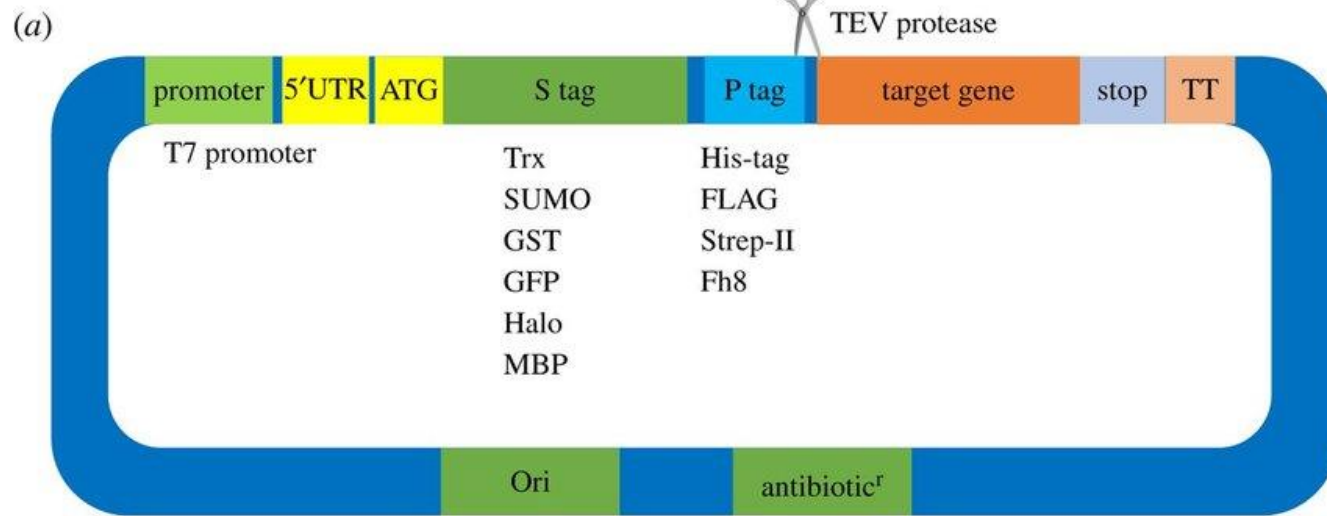 (a)
TEV protease
promoter 5′UTR ATG S tag P tag target gene stop TT
T7 promoter
Trx
SUMO
GST
GFP
Halo
MBP
His-tag
FLAG
Strep-II
Fh8
Ori
antibioticʳ